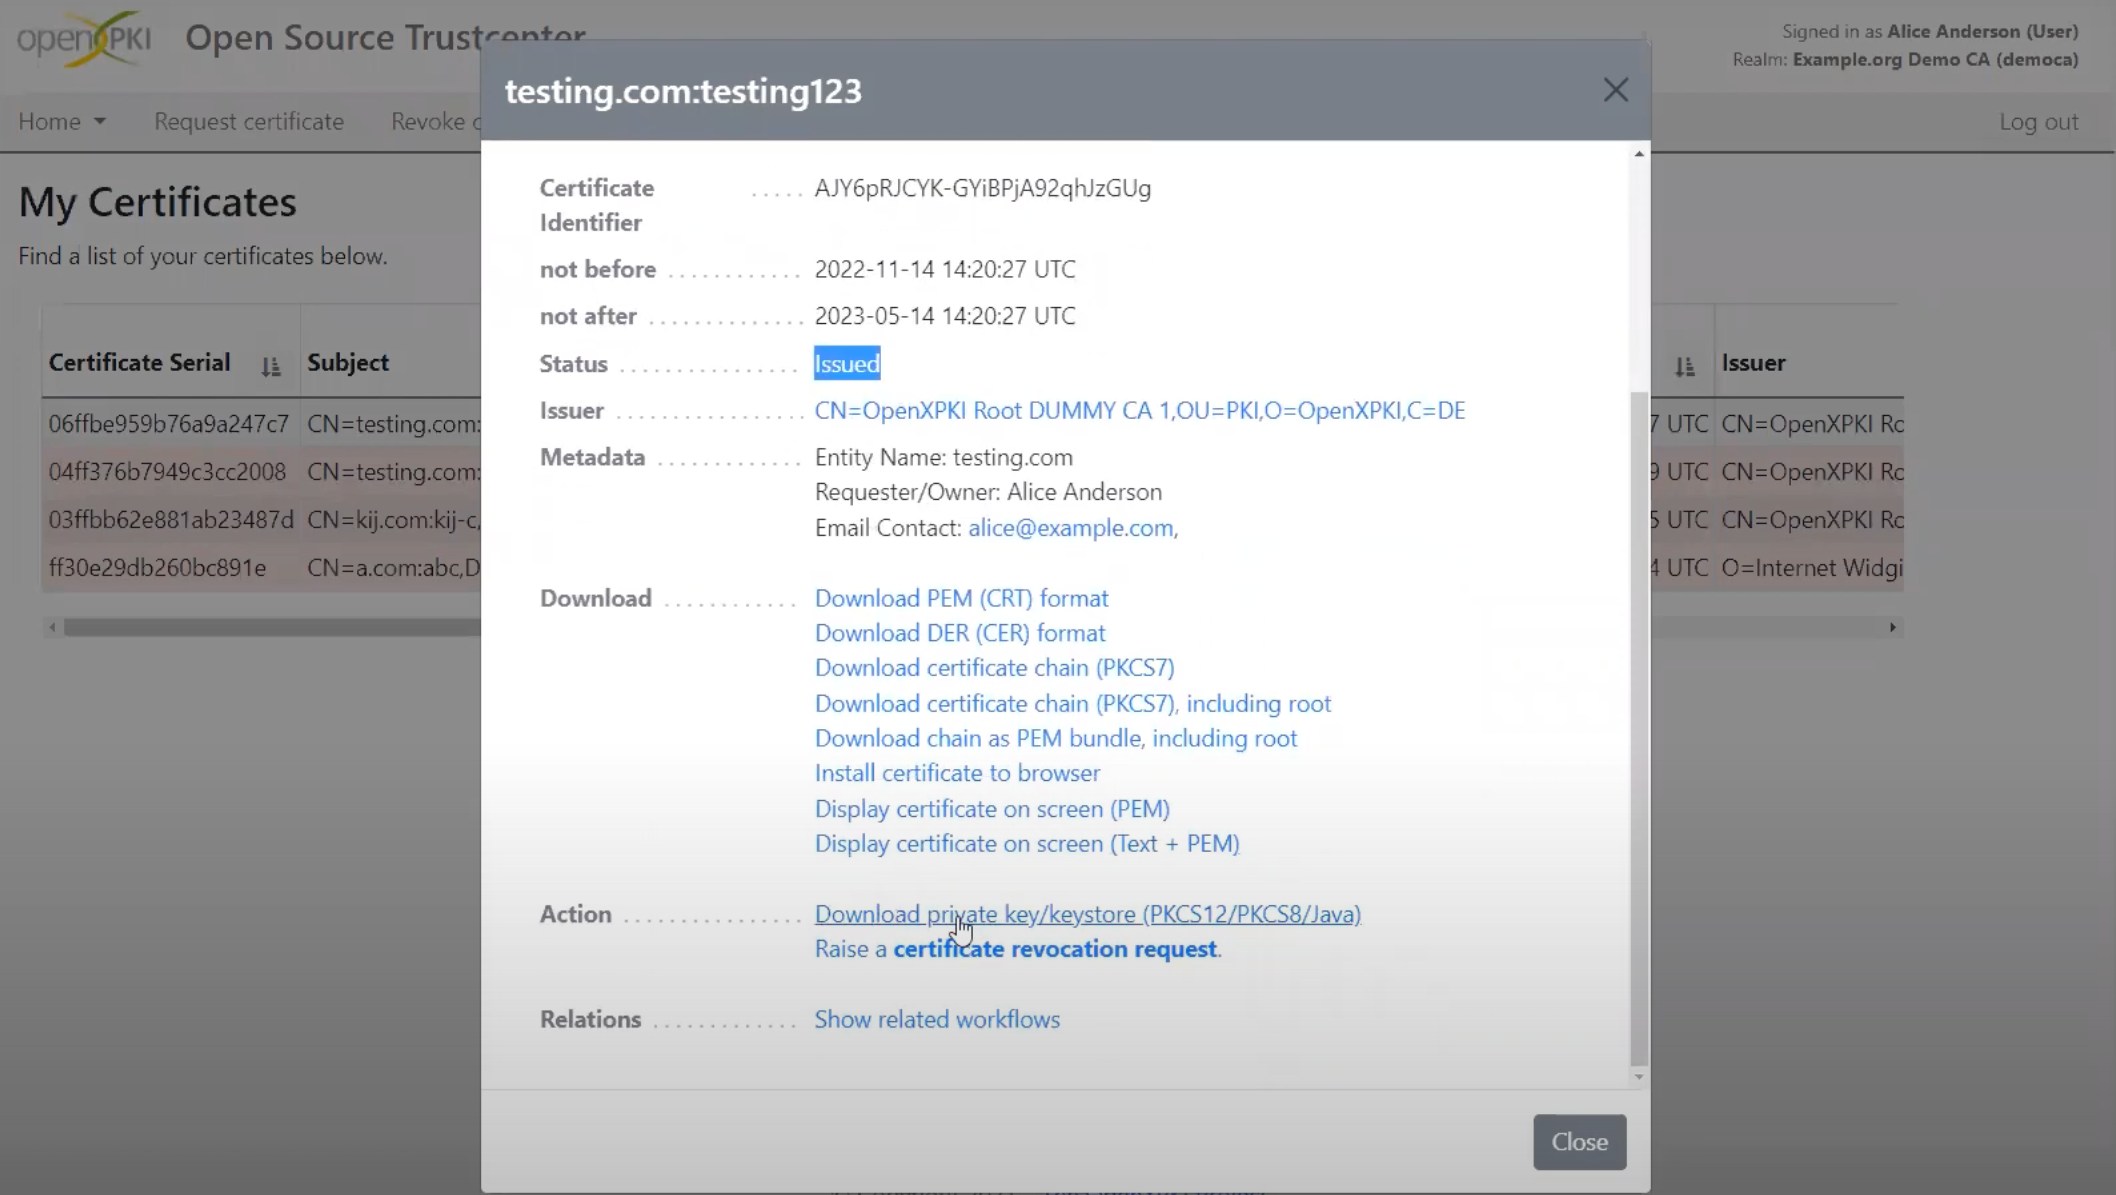 openXPKI Open Source Trustcenter
Signed in as Alice Anderson (User)
Realm: Example.org Demo CA (democa)
Home Request certificate Revoke
Log out
My Certificates
Find a list of your certificates below.
Certificate Serial Subject
Issuer
06ffbe959b76a9a247c7 CN=testing.com:
7 UTC CN=OpenXPKI Ro
04ff376b7949c3cc2008 CN=testing.com:
9 UTC CN=OpenXPKI Ro
03ffbb62e881ab23487d CN=kij.com:kij-c,
5 UTC CN=OpenXPKI Ro
ff30e29db260bc891e CN=a.com:abc,D
4 UTC O=Internet Widgi
testing.com:testing123
Certificate ..... AJY6pRJCYK-GYiBPjA92qhJzGUg
Identifier
not before ............ 2022-11-14 14:20:27 UTC
not after ............. 2023-05-14 14:20:27 UTC
Status ................ Issued
Issuer ................ CN=OpenXPKI Root DUMMY CA 1,OU=PKI,O=OpenXPKI,C=DE
Metadata ............. Entity Name: testing.com
Requester/Owner: Alice Anderson
Email Contact: alice@example.com,
Download ............ Download PEM (CRT) format
Download DER (CER) format
Download certificate chain (PKCS7)
Download certificate chain (PKCS7), including root
Download chain as PEM bundle, including root
Install certificate to browser
Display certificate on screen (PEM)
Display certificate on screen (Text + PEM)
Action ................ Download private key/keystore (PKCS12/PKCS8/Java)
Raise a certificate revocation request.
Relations ............. Show related workflows
Close